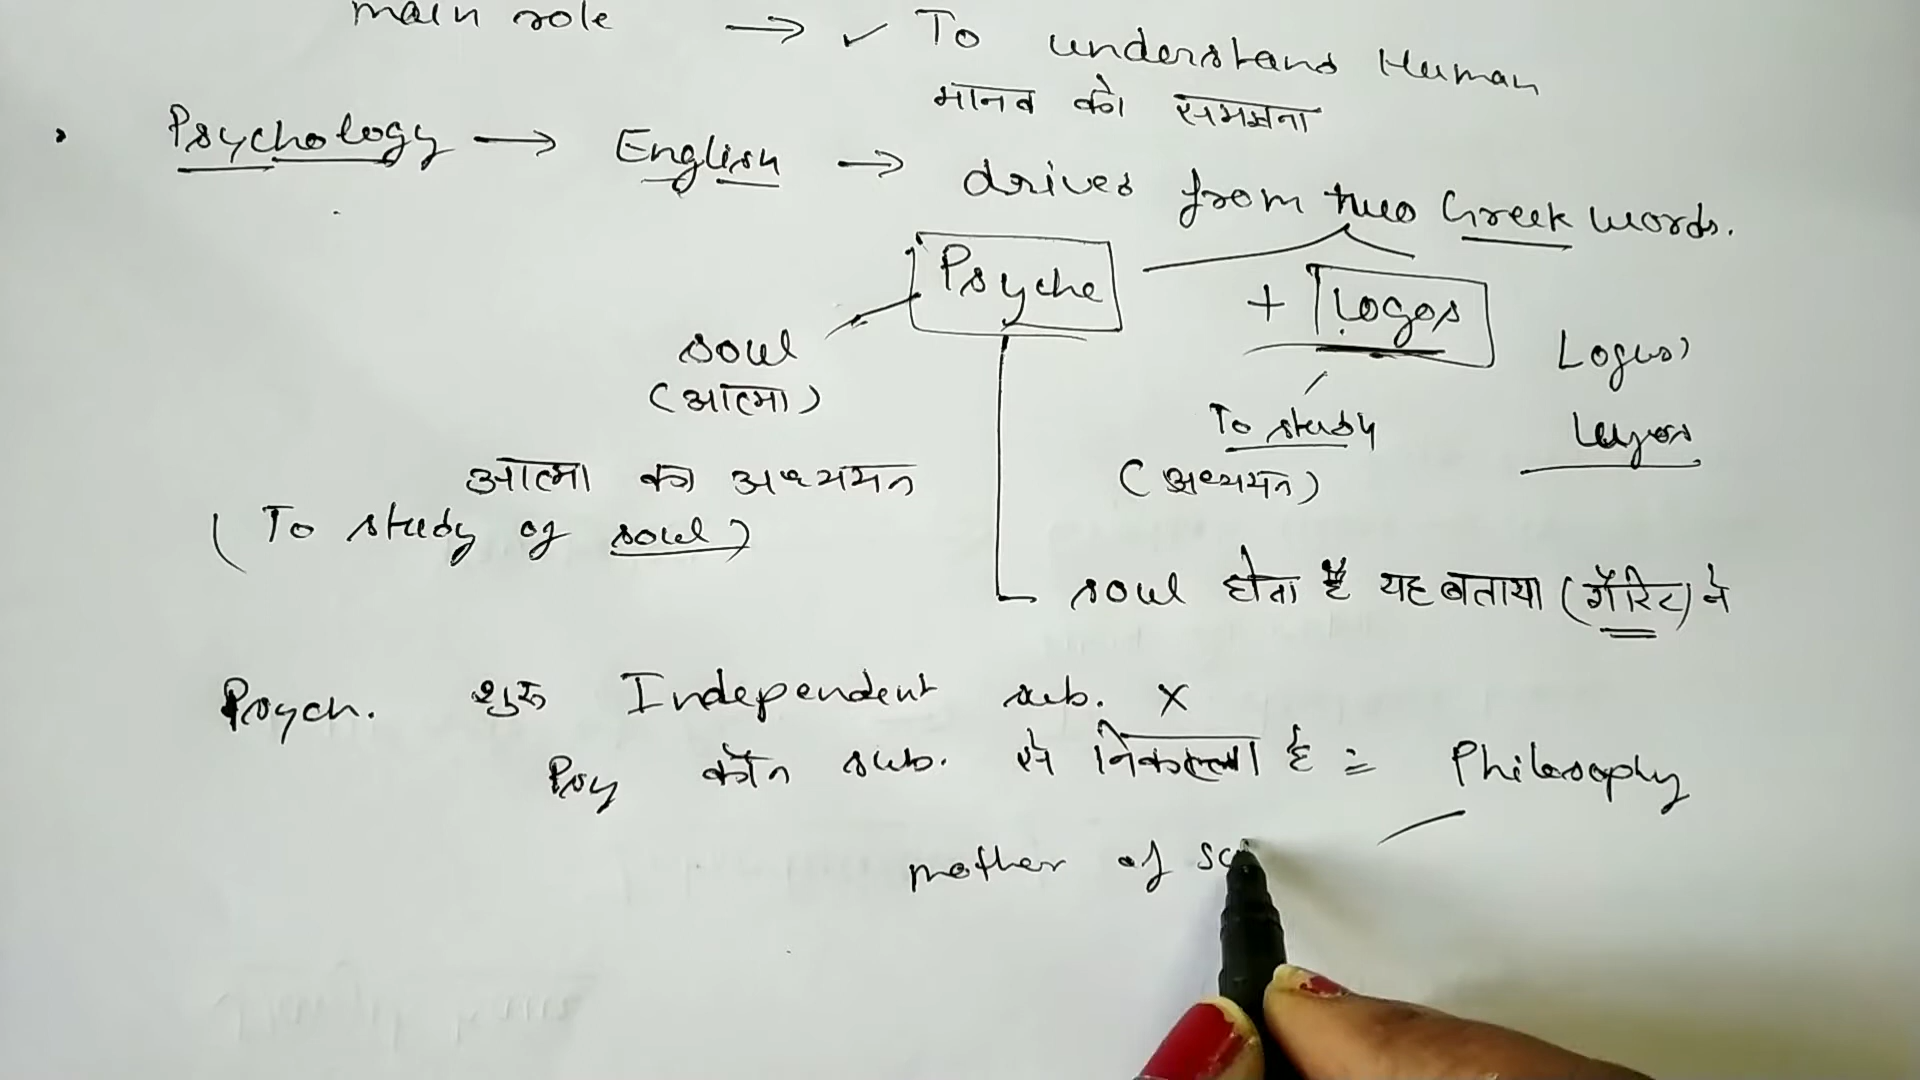 main role → ✓ To understand Human
मानव को समझना
Psychology → English → drives from two Greek words.
Psyche + Logos
soul
(आत्मा)
Logus)
To study
(अध्ययन)
आत्मा का अध्ययन
(To study of soul)
soul होता है यह बताया (गैरिट) ने
Psych. शुरू Independent sub. X
Psy कौन sub. से निकला है = Philosophy
mother of sc